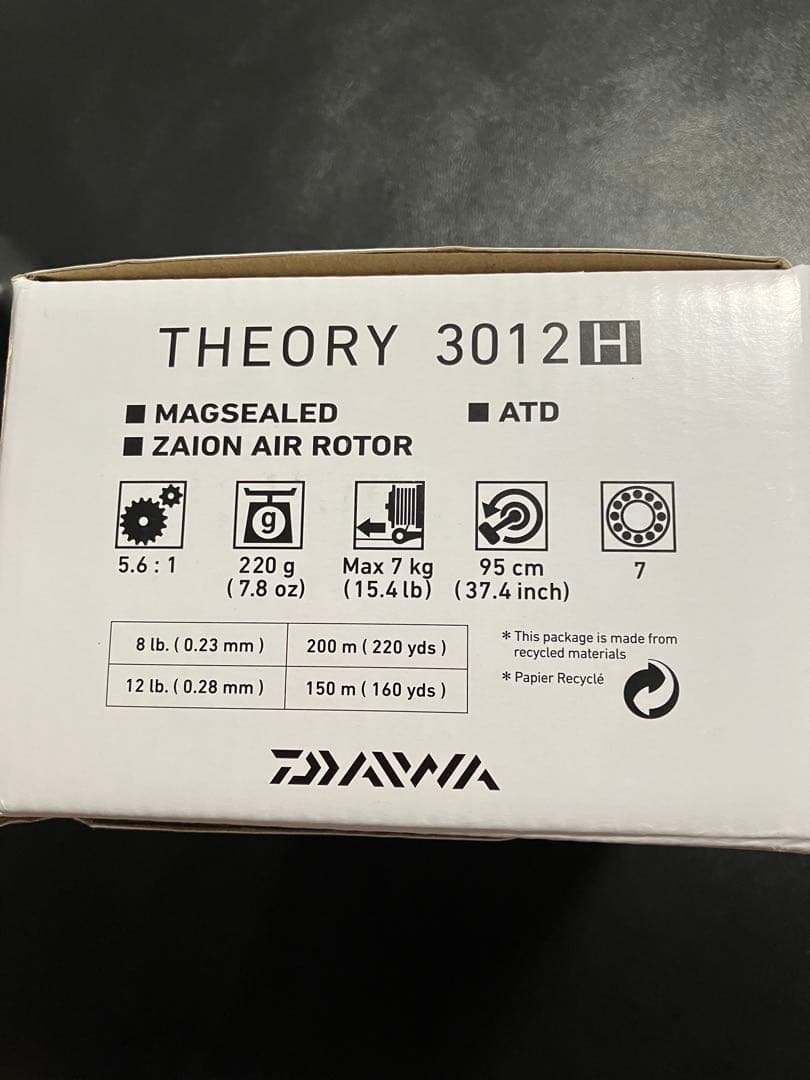 THEORY 3012H
■ MAGSEALED ■ ATD
■ ZAION AIR ROTOR
g
5.6 : 1 220 g Max 7 kg 95 cm 7
( 7.8 oz) (15.4 lb) (37.4 inch)
8 lb. ( 0.23 mm ) 200 m ( 220 yds )
12 lb. ( 0.28 mm ) 150 m ( 160 yds )
* This package is made from
recycled materials
* Papier Recyclé
DAIWA